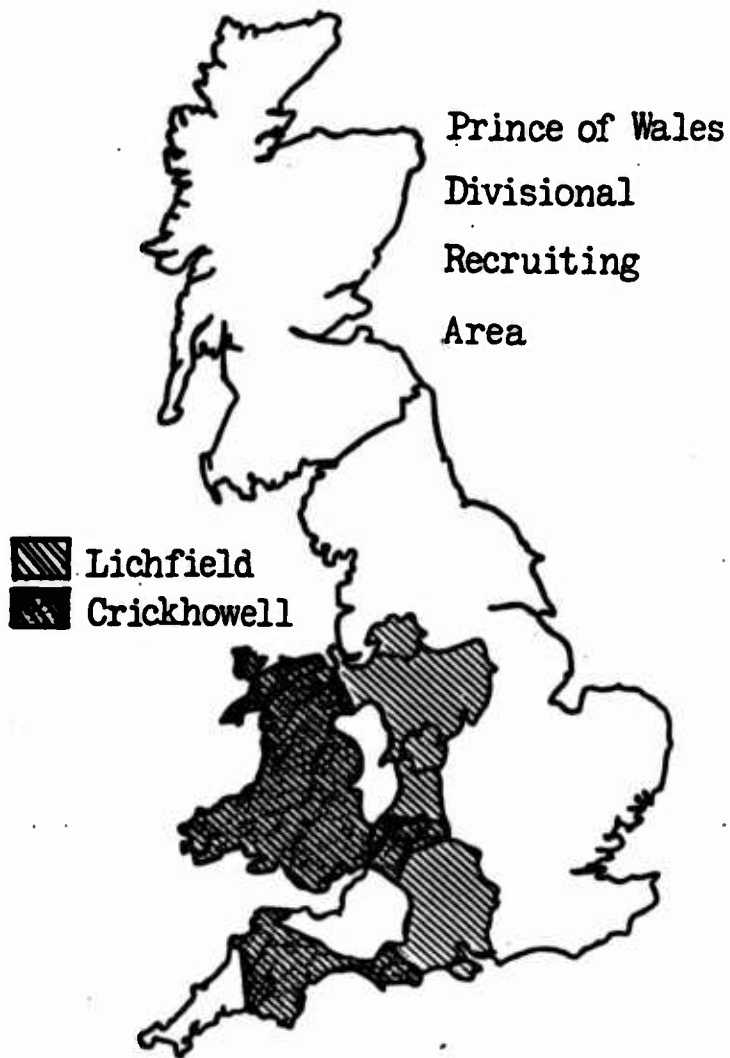 Prince of Wales
Divisional
Recruiting
Area
Lichfield
Crickhowell